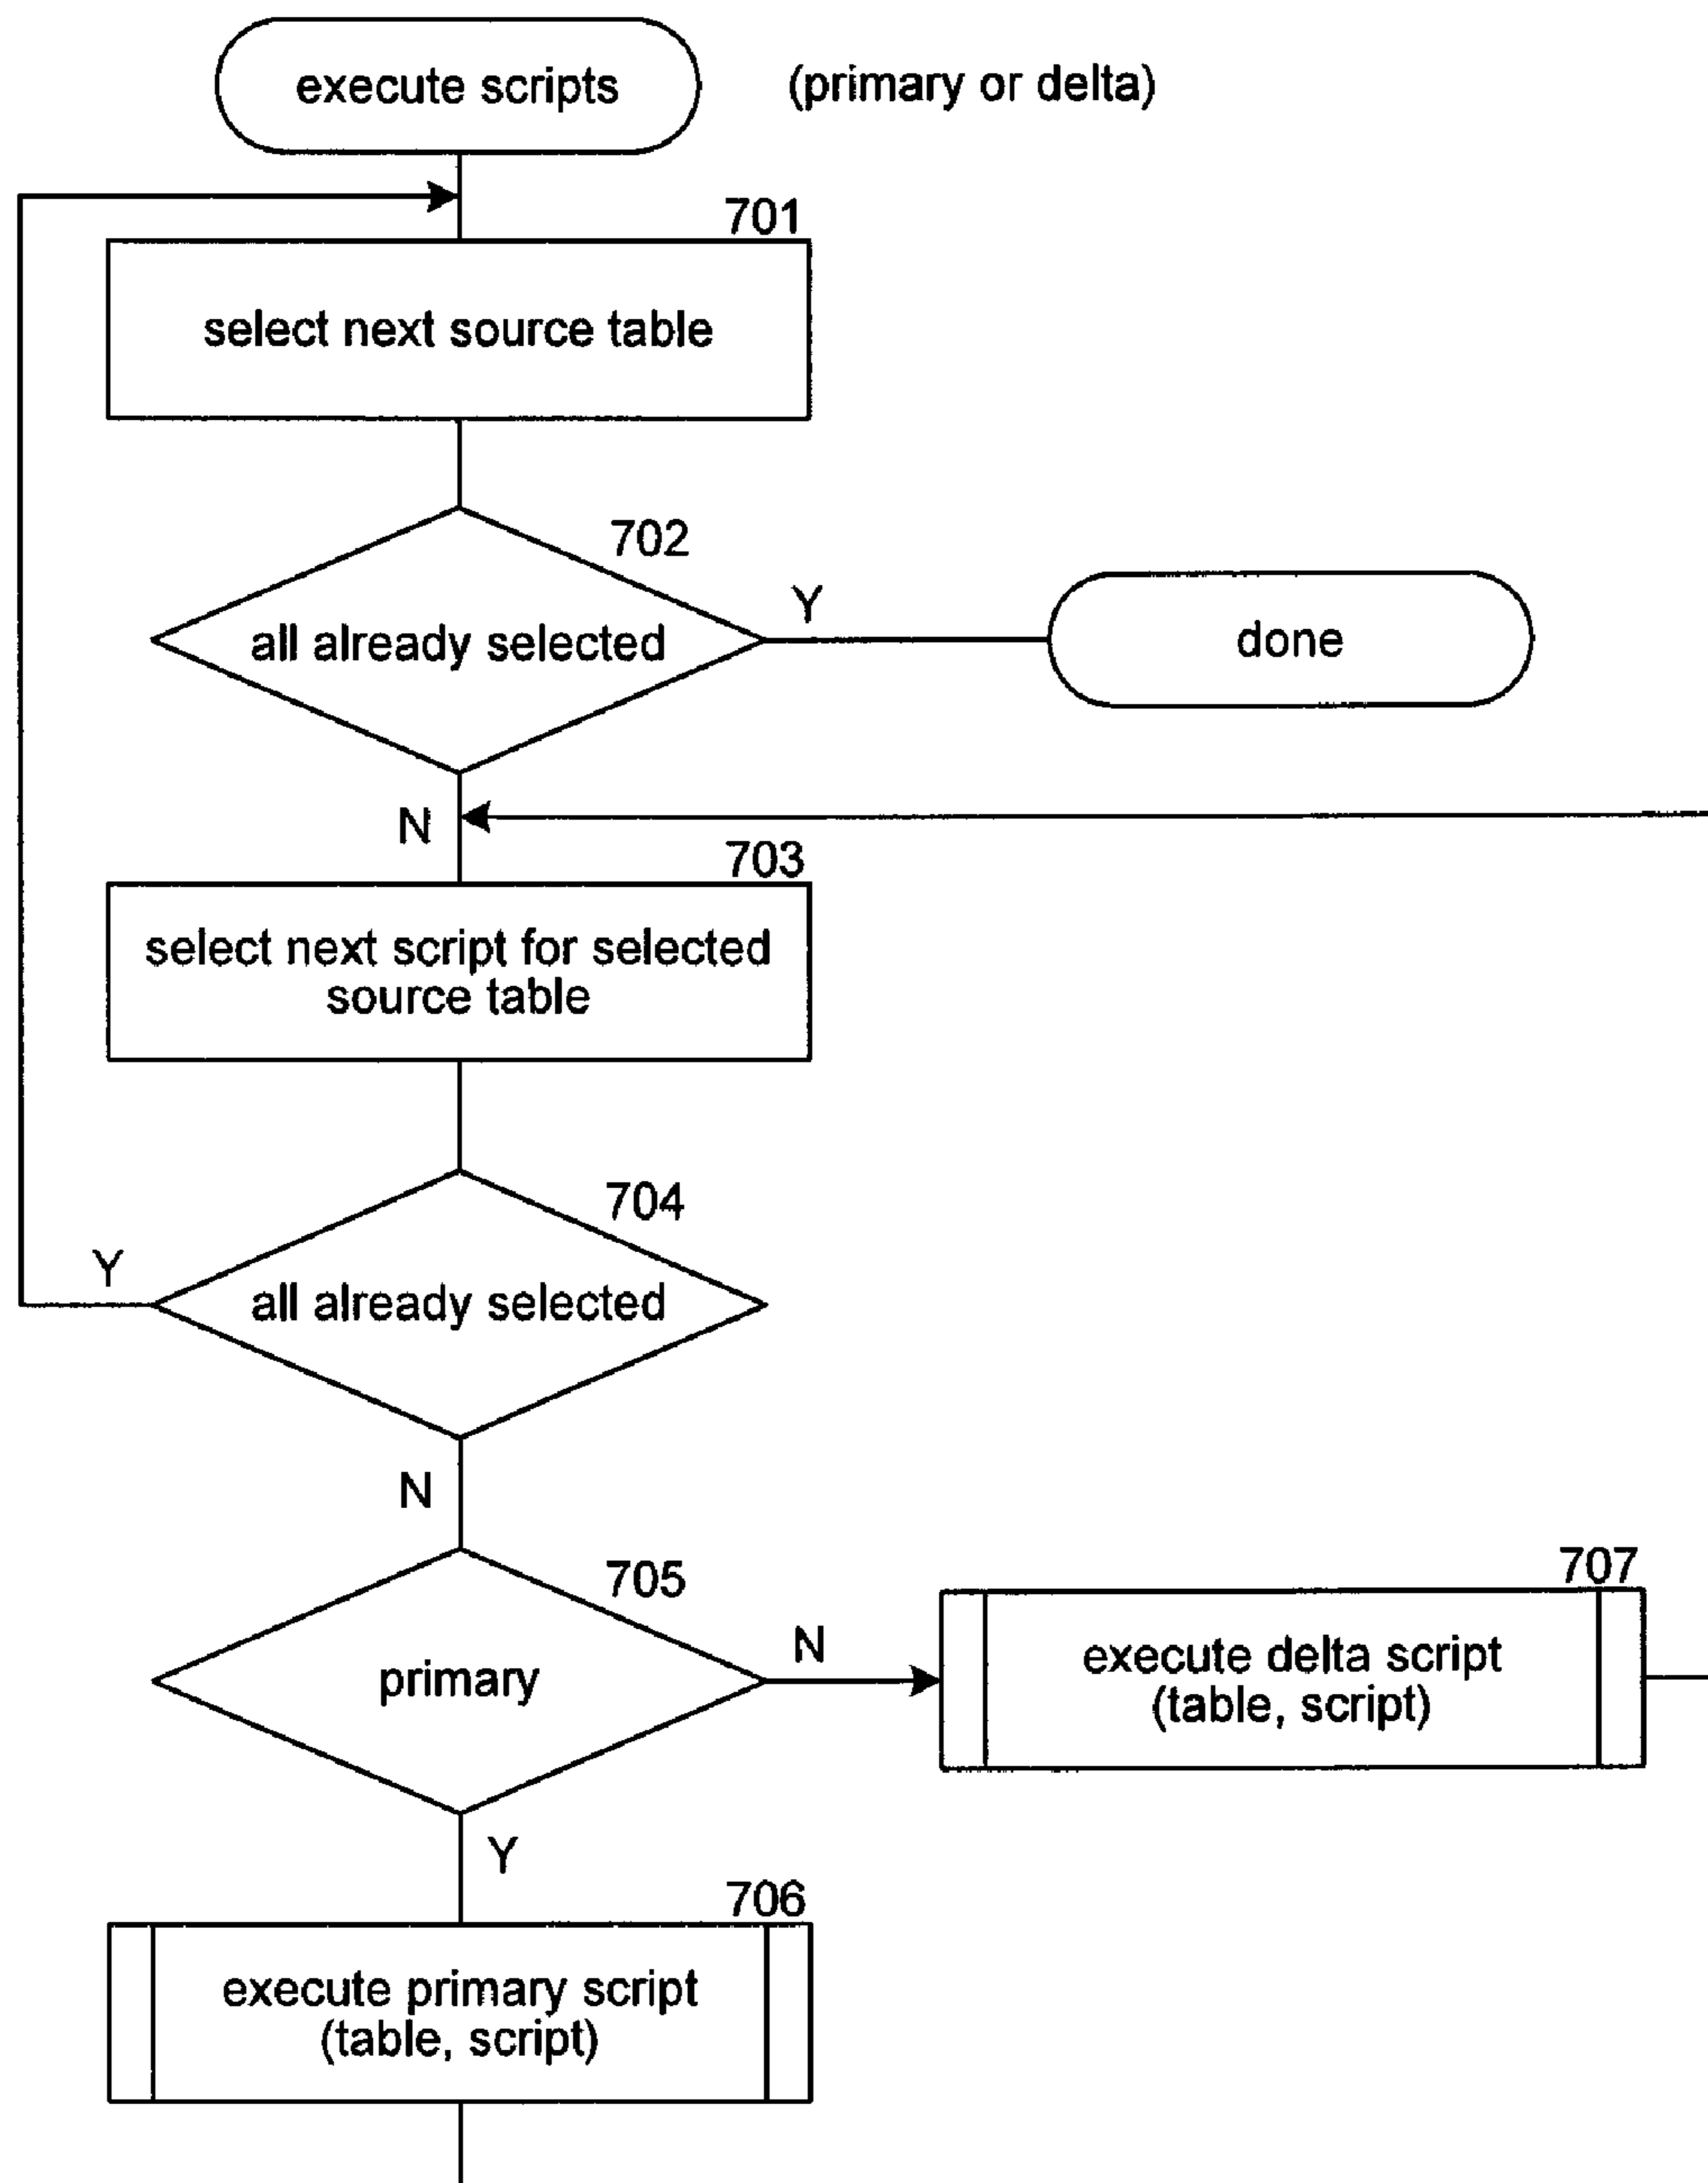 execute scripts
(primary or delta)
701
select next source table
702
all already selected
Y
done
N
703
select next script for selected
source table
704
all already selected
Y
N
705
primary
N
707
execute delta script
(table, script)
Y
706
execute primary script
(table, script)